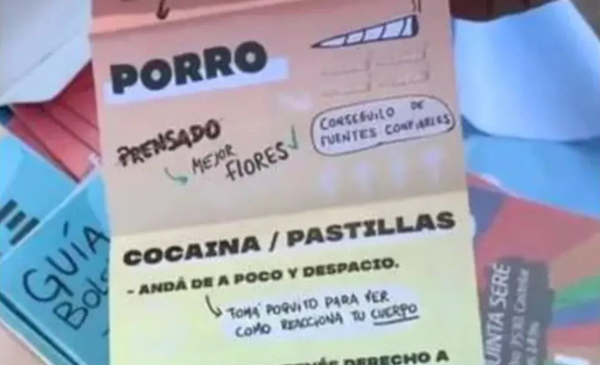 PORRO
PRENSADO
MEJOR
FLORES
CONSEGUILO DE
FUENTES CONFIABLES
COCAINA / PASTILLAS
- ANDÁ DE A POCO Y DESPACIO.
TOMÁ POQUITO PARA VER
COMO REACCIONA TU CUERPO
DERECHO A
GUÍA
QUINTA SERÉ